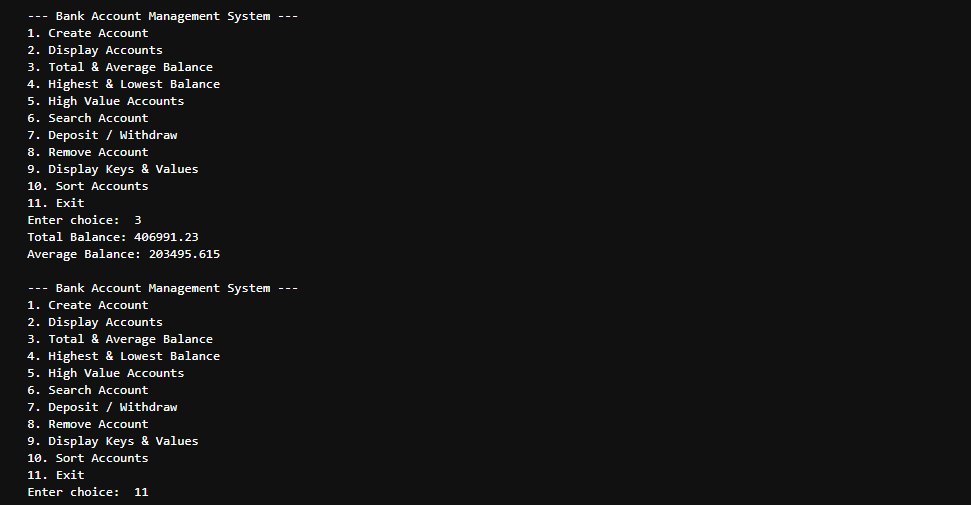 --- Bank Account Management System ---
1. Create Account
2. Display Accounts
3. Total & Average Balance
4. Highest & Lowest Balance
5. High Value Accounts
6. Search Account
7. Deposit / Withdraw
8. Remove Account
9. Display Keys & Values
10. Sort Accounts
11. Exit
Enter choice:  3
Total Balance: 406991.23
Average Balance: 203495.615

--- Bank Account Management System ---
1. Create Account
2. Display Accounts
3. Total & Average Balance
4. Highest & Lowest Balance
5. High Value Accounts
6. Search Account
7. Deposit / Withdraw
8. Remove Account
9. Display Keys & Values
10. Sort Accounts
11. Exit
Enter choice:  11